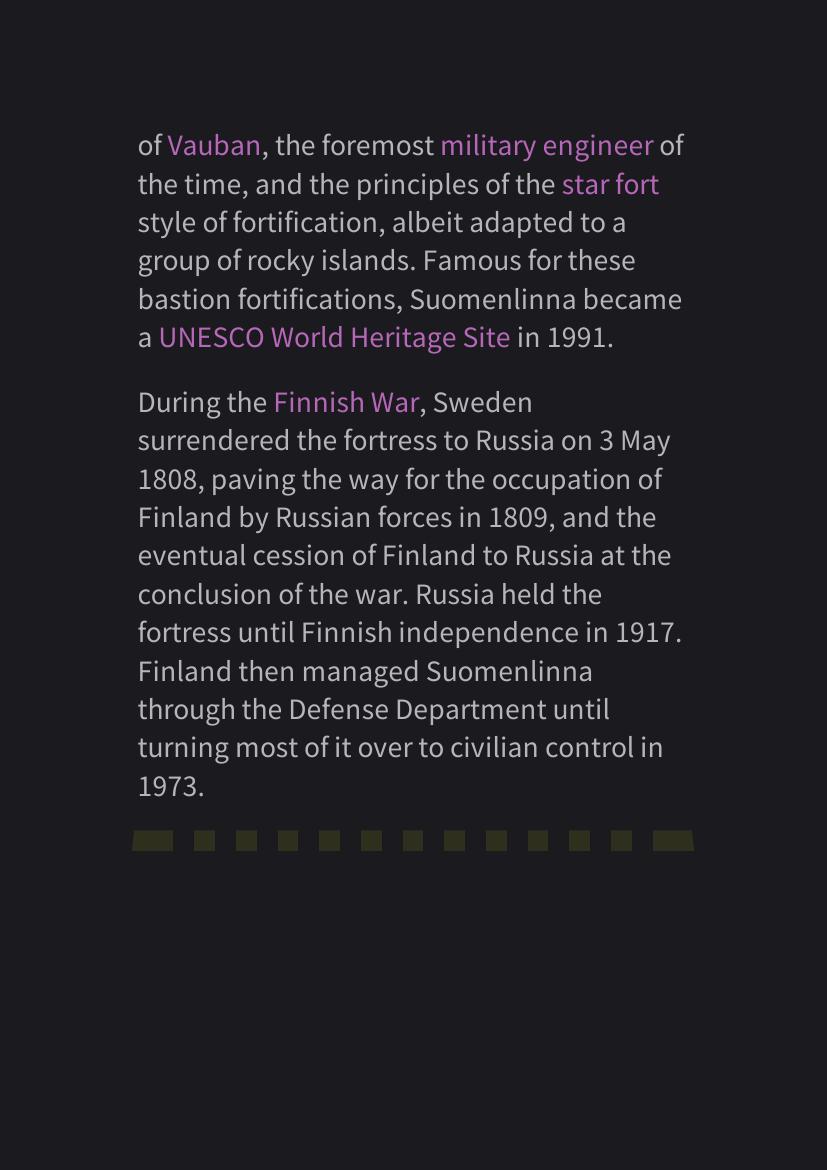 of Vauban, the foremost military engineer of
the time, and the principles of the star fort
style of fortification, albeit adapted to a
group of rocky islands. Famous for these
bastion fortifications, Suomenlinna became
a UNESCO World Heritage Site in 1991.
During the Finnish War, Sweden
surrendered the fortress to Russia on 3 May
1808, paving the way for the occupation of
Finland by Russian forces in 1809, and the
eventual cession of Finland to Russia at the
conclusion of the war. Russia held the
fortress until Finnish independence in 1917.
Finland then managed Suomenlinna
through the Defense Department until
turning most of it over to civilian control in
1973.